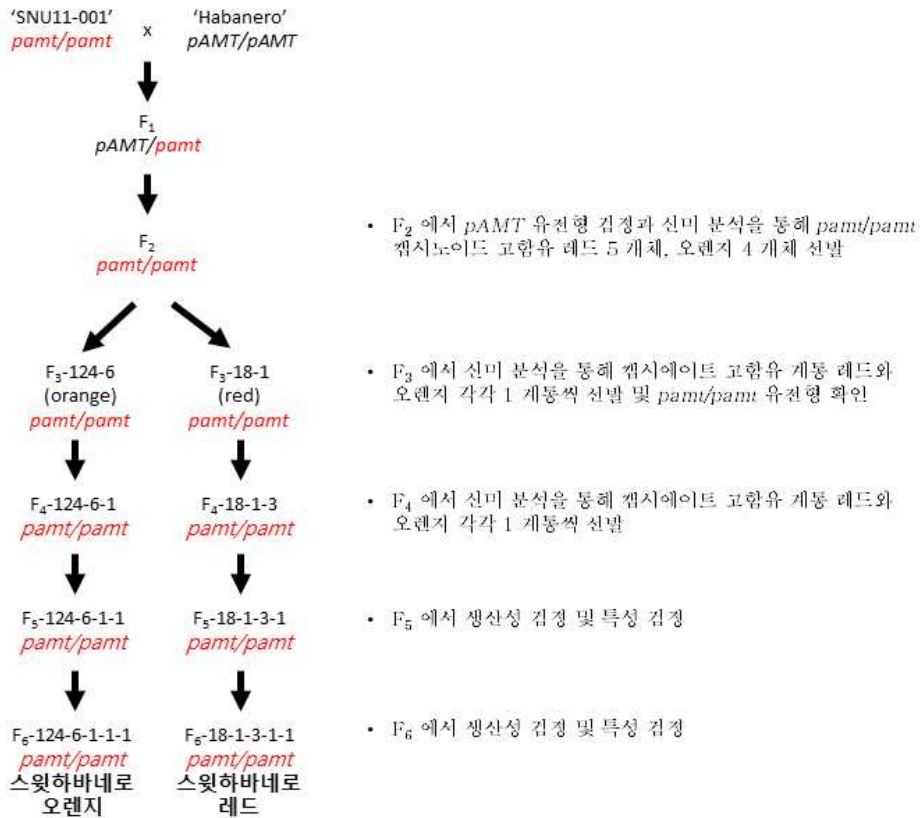 'SNU11-001' x 'Habanero'
pamt/pamt pAMT/pAMT
F₁
pAMT/pamt
F₂
pamt/pamt
• F₂ 에서 pAMT 유전형 검정과 신미 분석을 통해 pamt/pamt
캡시노이드 고함유 레드 5 개체, 오렌지 4 개체 선발
F₃-124-6 F₃-18-1
(orange) (red)
pamt/pamt pamt/pamt
• F₃ 에서 신미 분석을 통해 캡시에이트 고함유 계통 레드와
오렌지 각각 1 계통씩 선발 및 pamt/pamt 유전형 확인
F₄-124-6-1 F₄-18-1-3
pamt/pamt pamt/pamt
• F₄ 에서 신미 분석을 통해 캡시에이트 고함유 계통 레드와
오렌지 각각 1 계통씩 선발
F₅-124-6-1-1 F₅-18-1-3-1
pamt/pamt pamt/pamt
• F₅ 에서 생산성 검정 및 특성 검정
F₆-124-6-1-1-1 F₆-18-1-3-1-1
pamt/pamt pamt/pamt
• F₆ 에서 생산성 검정 및 특성 검정
스윗하바네로 스윗하바네로
오렌지 레드